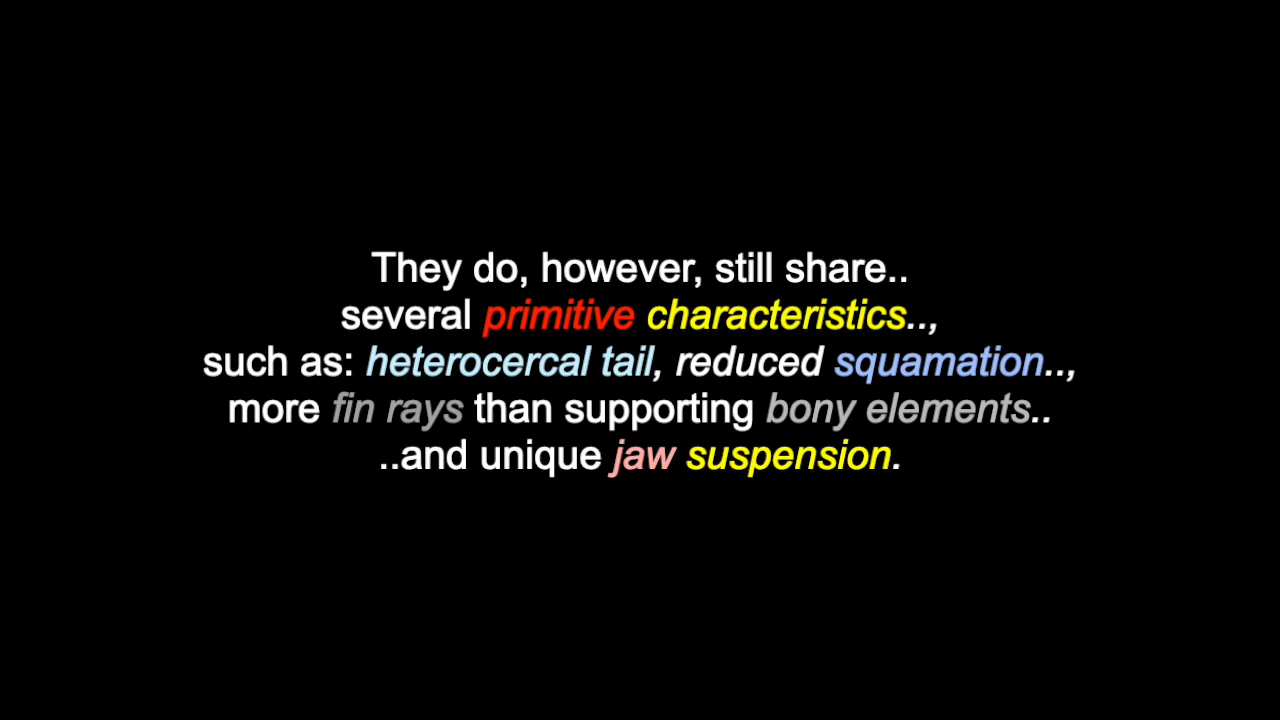 They do, however, still share..
several primitive characteristics..,
such as: heterocercal tail, reduced squamation..,
more fin rays than supporting bony elements..
..and unique jaw suspension.